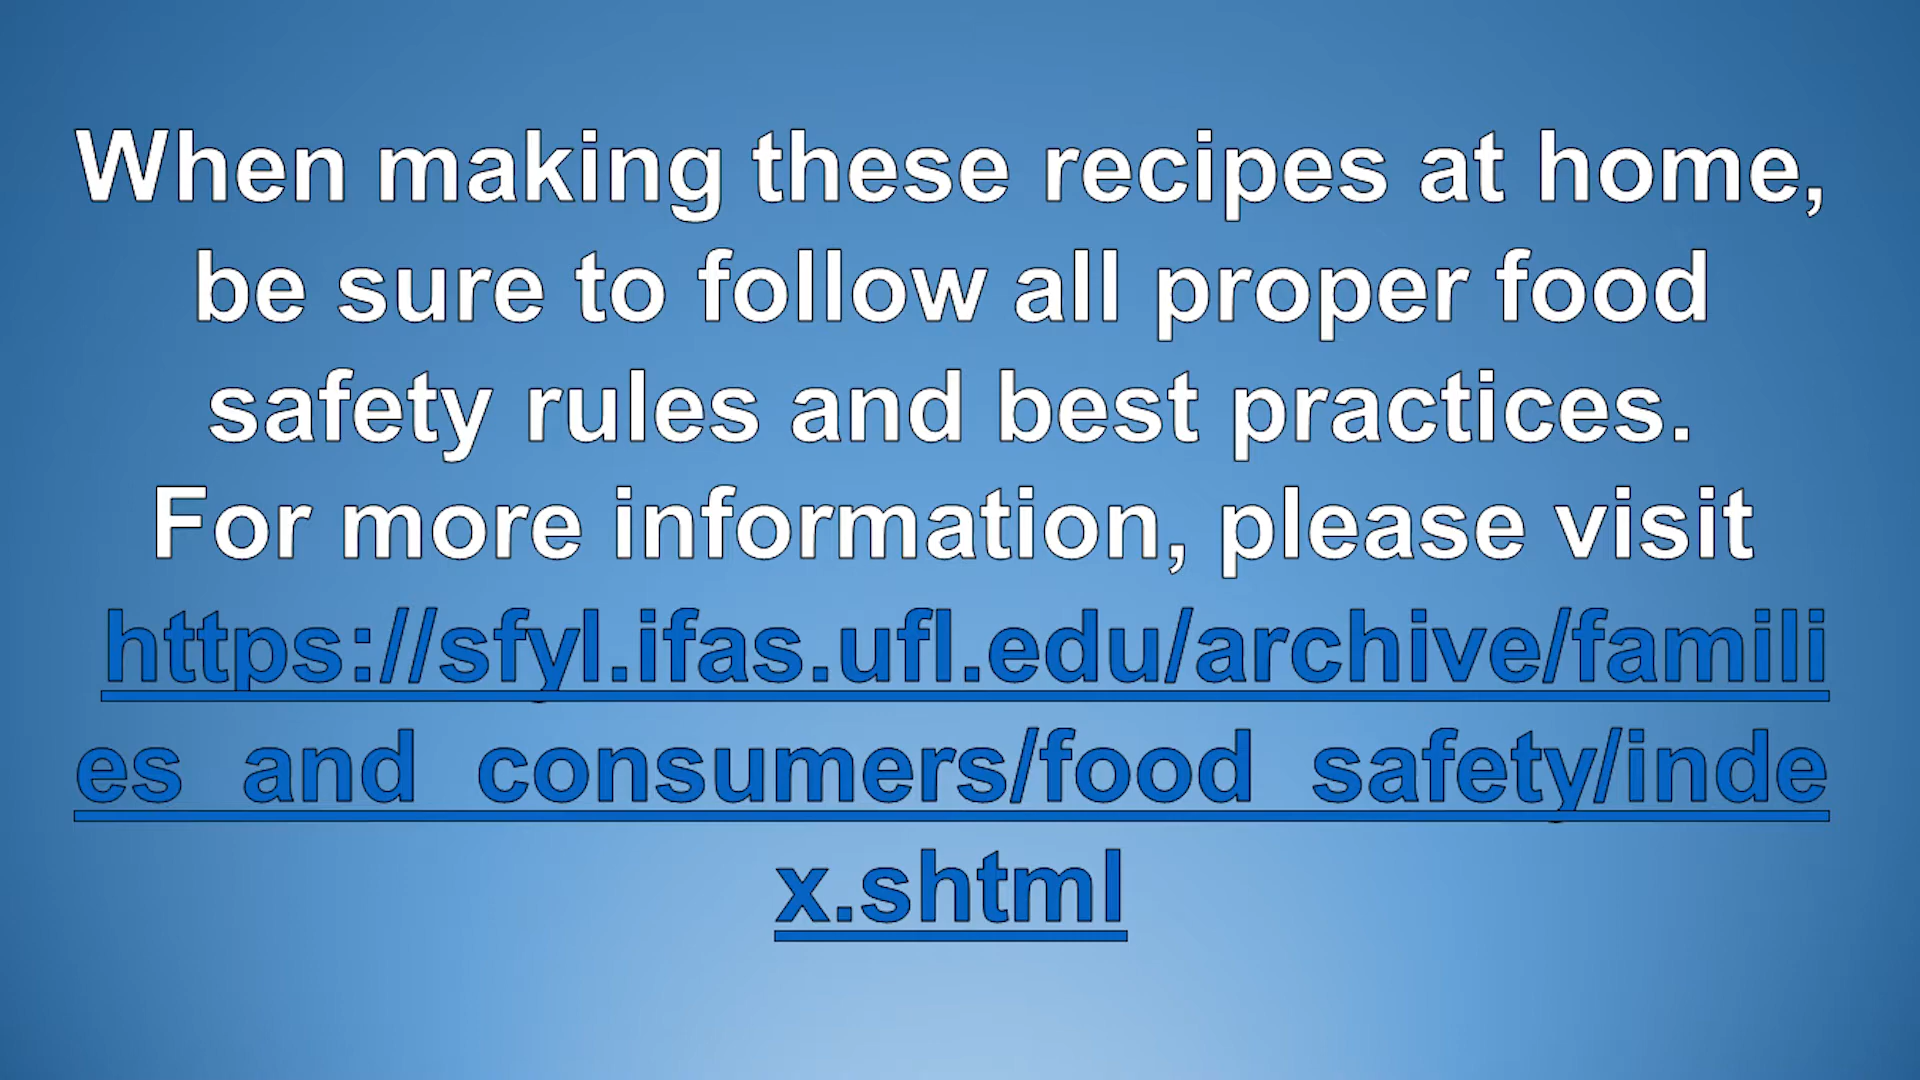 When making these recipes at home,
be sure to follow all proper food
safety rules and best practices.
For more information, please visit
https://sfyl.ifas.ufl.edu/archive/famili
es_and_consumers/food_safety/inde
x.shtml